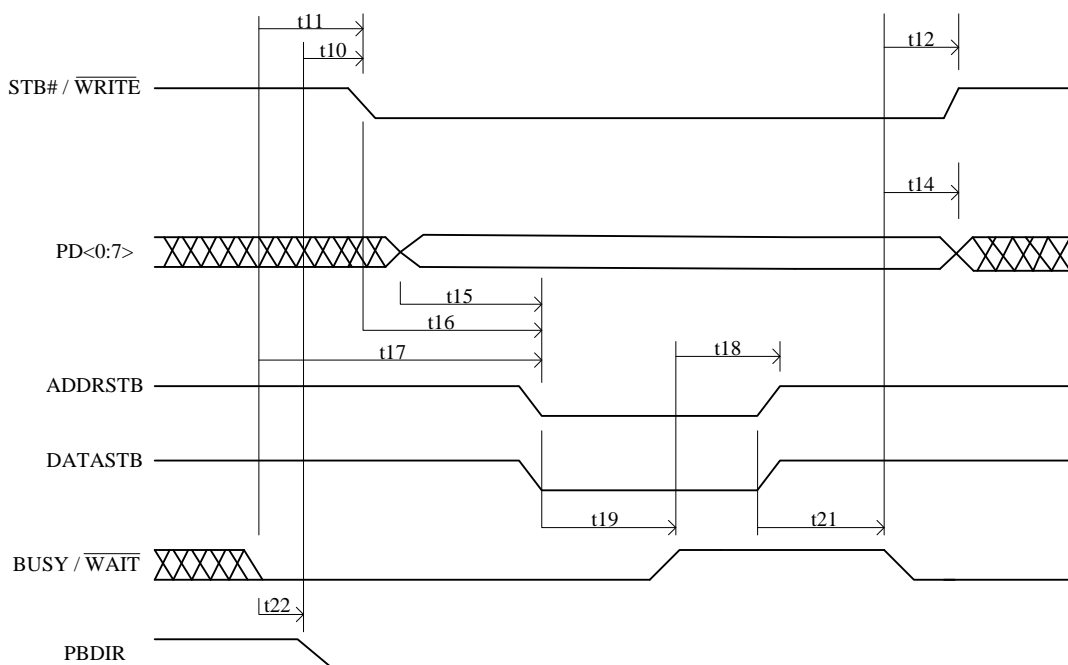 t11
t12
t10
STB# / WRITE
t14
PD<0:7>
t15
t16
t17
t18
ADDRSTB
DATASTB
t19
t21
BUSY / WAIT
t22
PBDIR